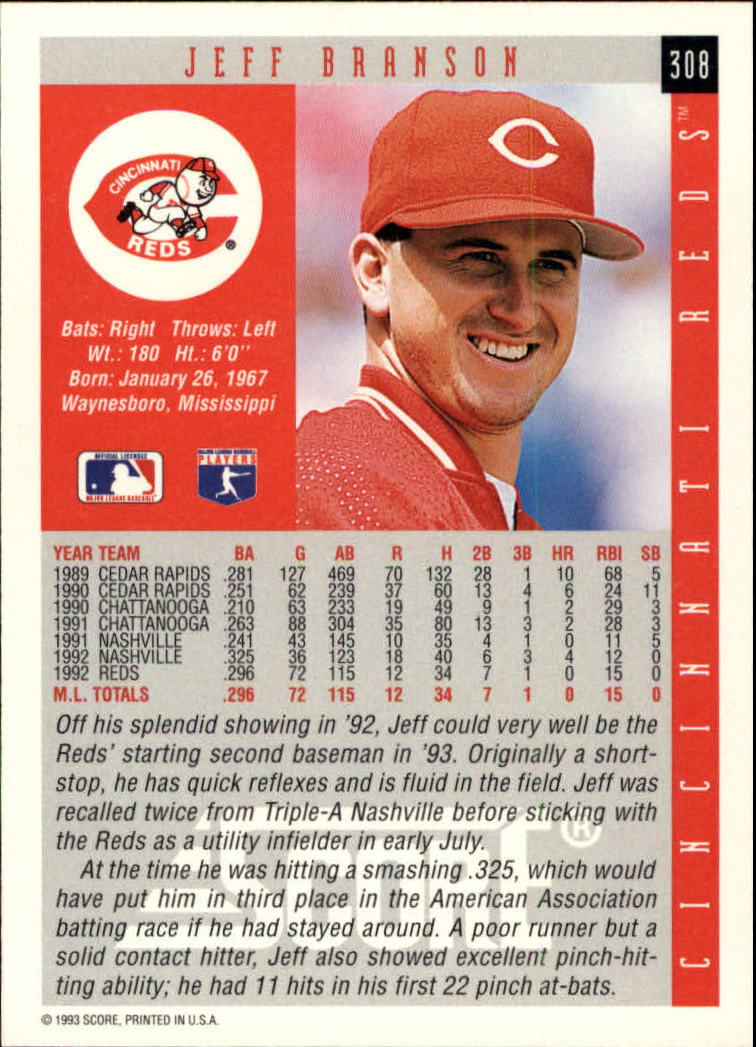 JEFF BRANSON
308
CINCINNATI REDS™
CINCINNATI
REDS
®
Bats: Right Throws: Left
Wt.: 180 Ht.: 6'0"
Born: January 26, 1967
Waynesboro, Mississippi
OFFICIAL LICENSEE
MAJOR LEAGUE BASEBALL
MAJOR LEAGUE BASEBALL
PLAYERS
YEAR TEAM BA G AB R H 2B 3B HR RBI SB
1989 CEDAR RAPIDS .281 127 469 70 132 28 1 10 68 5
1990 CEDAR RAPIDS .251 62 239 37 60 13 4 6 24 11
1990 CHATTANOOGA .210 63 233 19 49 9 1 2 29 3
1991 CHATTANOOGA .263 88 304 35 80 13 3 2 28 3
1991 NASHVILLE .241 43 145 10 35 4 1 0 11 5
1992 NASHVILLE .325 36 123 18 40 6 3 4 12 0
1992 REDS .296 72 115 12 34 7 1 0 15 0
M.L. TOTALS .296 72 115 12 34 7 1 0 15 0
Off his splendid showing in '92, Jeff could very well be the
Reds' starting second baseman in '93. Originally a short-
stop, he has quick reflexes and is fluid in the field. Jeff was
recalled twice from Triple-A Nashville before sticking with
the Reds as a utility infielder in early July.
At the time he was hitting a smashing .325, which would
have put him in third place in the American Association
batting race if he had stayed around. A poor runner but a
solid contact hitter, Jeff also showed excellent pinch-hit-
ting ability; he had 11 hits in his first 22 pinch at-bats.
SCORE®
© 1993 SCORE, PRINTED IN U.S.A.